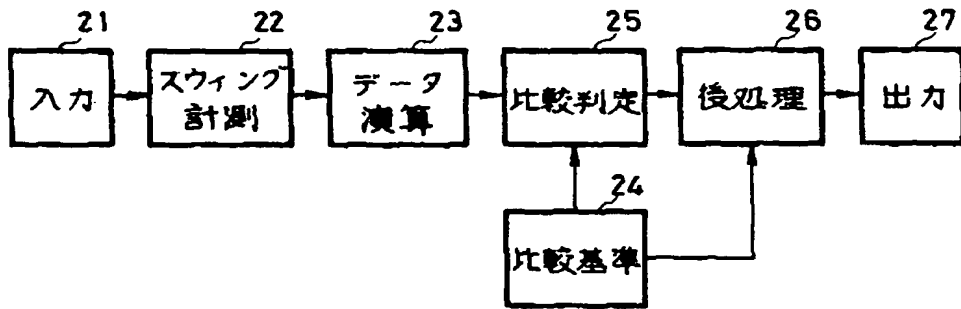 21
入力
22
スウィング
計測
23
データ
演算
25
比較判定
26
後処理
27
出力
24
比較基準